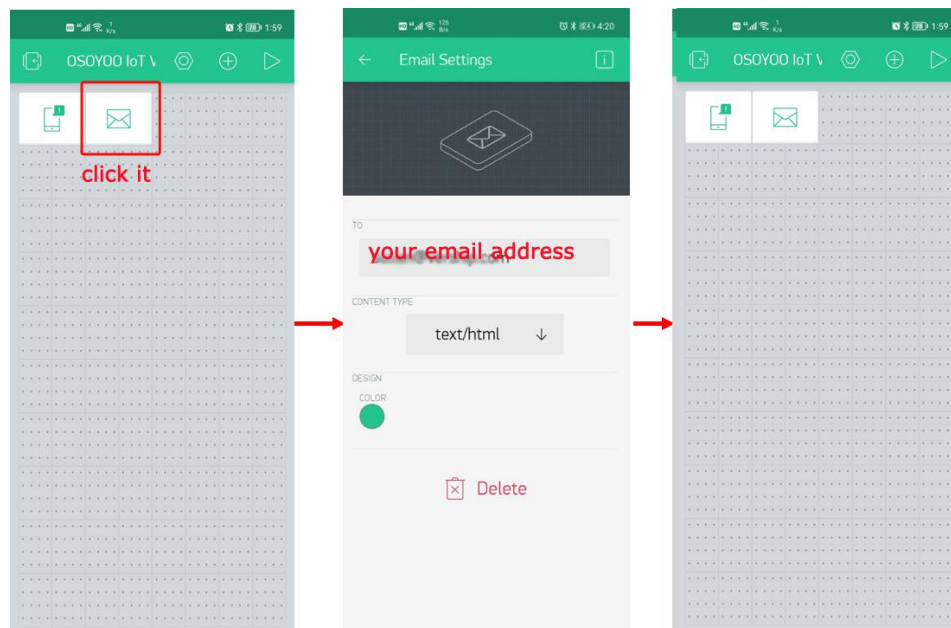 1:59
OSOYOO IoT V
click it
4:20
Email Settings
TO
your email address
CONTENT TYPE
text/html
DESIGN
COLOR
Delete
1:59
OSOYOO IoT V